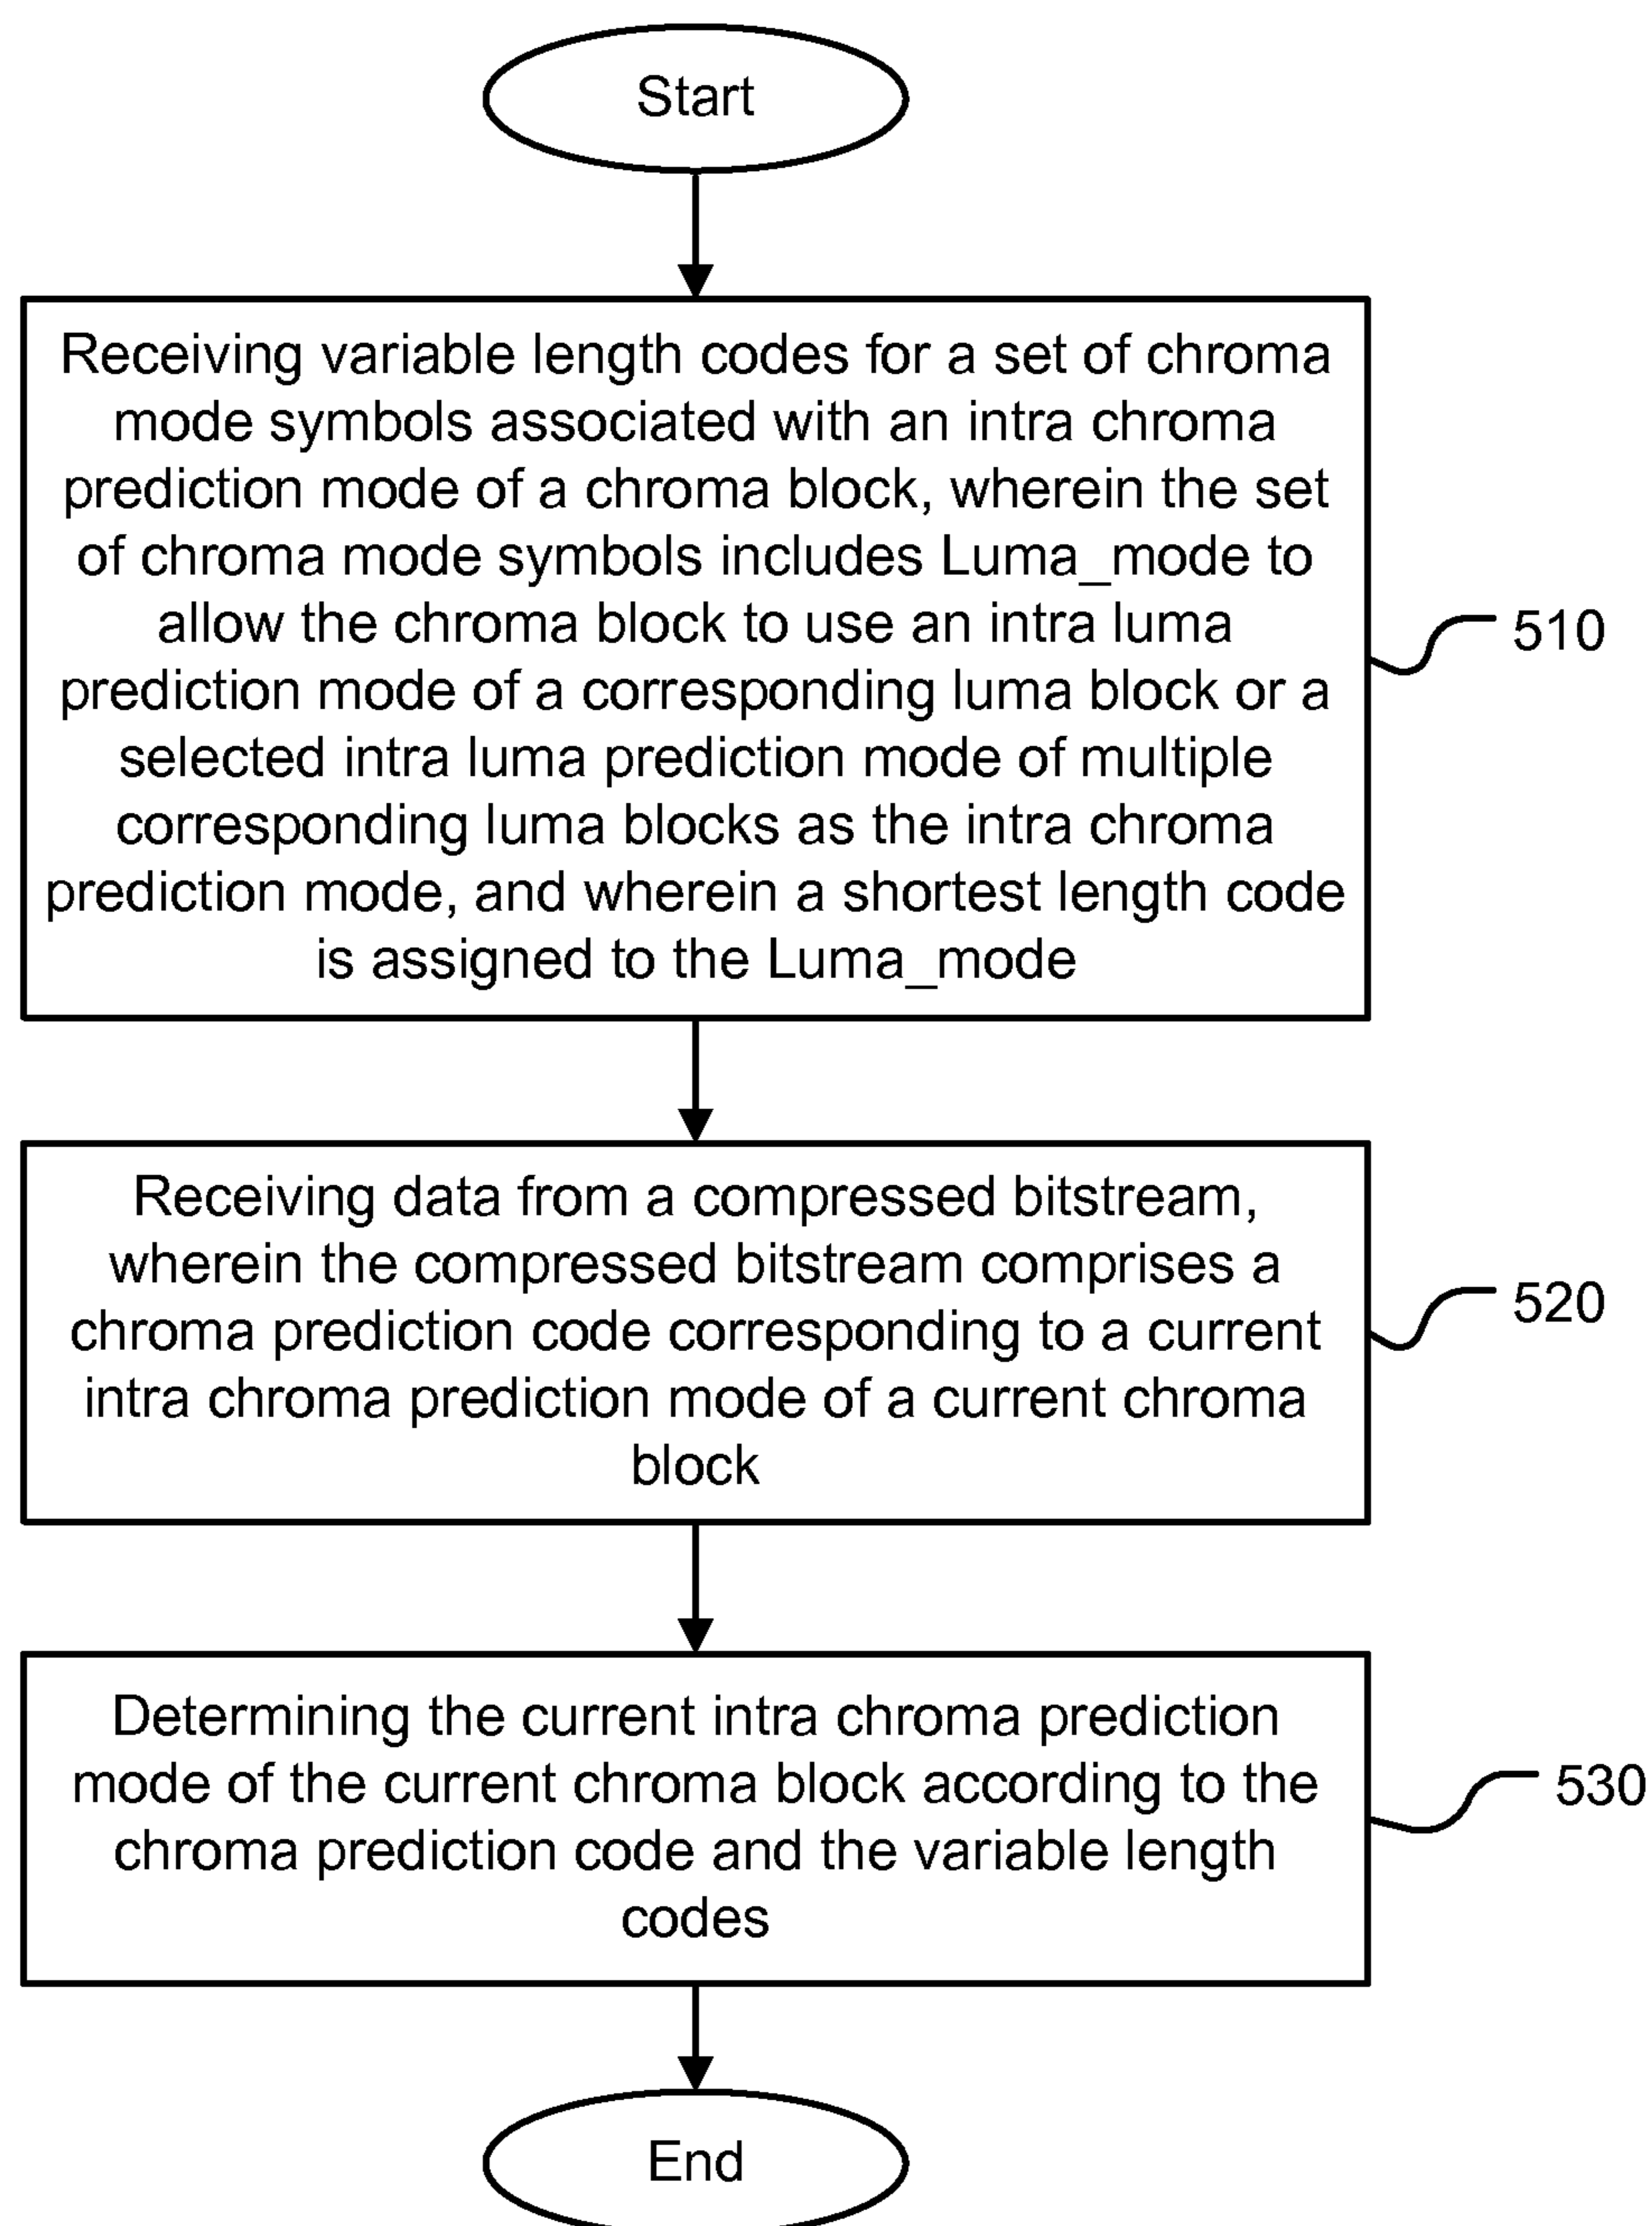 Start
Receiving variable length codes for a set of chroma
mode symbols associated with an intra chroma
prediction mode of a chroma block, wherein the set
of chroma mode symbols includes Luma_mode to
allow the chroma block to use an intra luma
prediction mode of a corresponding luma block or a
selected intra luma prediction mode of multiple
corresponding luma blocks as the intra chroma
prediction mode, and wherein a shortest length code
is assigned to the Luma_mode
510
Receiving data from a compressed bitstream,
wherein the compressed bitstream comprises a
chroma prediction code corresponding to a current
intra chroma prediction mode of a current chroma
block
520
Determining the current intra chroma prediction
mode of the current chroma block according to the
chroma prediction code and the variable length
codes
530
End